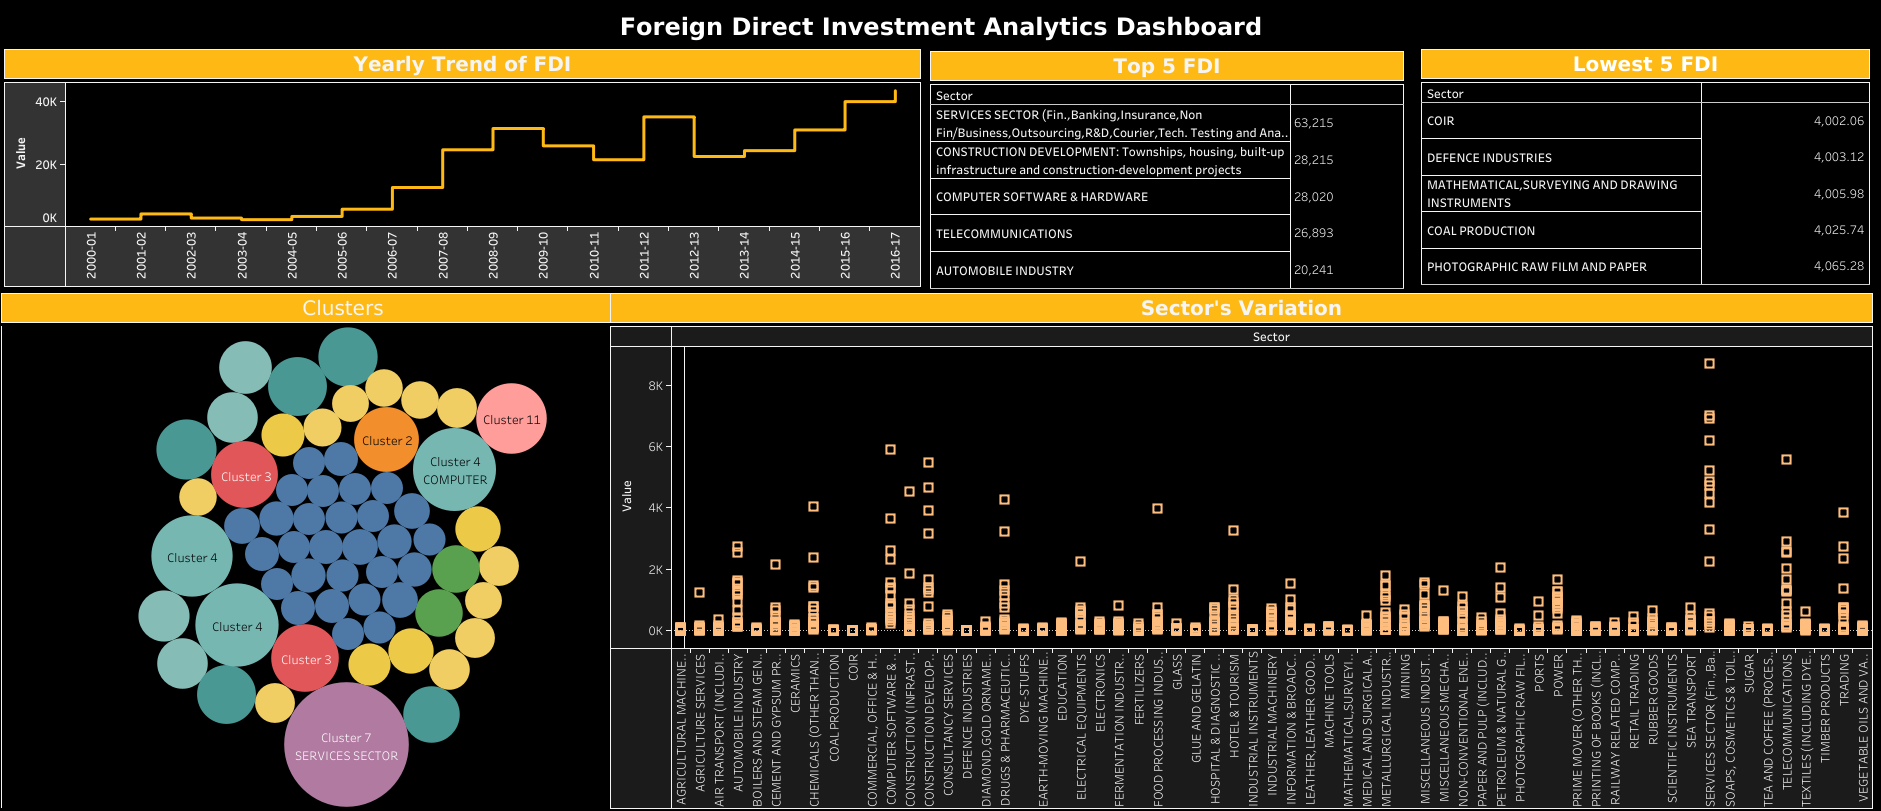 Foreign Direct Investment Analytics Dashboard
Yearly Trend of FDI
Value
40K
20K
0K
2000-01
2001-02
2002-03
2003-04
2004-05
2005-06
2006-07
2007-08
2008-09
2009-10
2010-11
2011-12
2012-13
2013-14
2014-15
2015-16
2016-17
Top 5 FDI
Sector
SERVICES SECTOR (Fin.,Banking,Insurance,Non
Fin/Business,Outsourcing,R&D,Courier,Tech. Testing and Ana..
63,215
CONSTRUCTION DEVELOPMENT: Townships, housing, built-up
infrastructure and construction-development projects
28,215
COMPUTER SOFTWARE & HARDWARE
28,020
TELECOMMUNICATIONS
26,893
AUTOMOBILE INDUSTRY
20,241
Lowest 5 FDI
Sector
COIR
4,002.06
DEFENCE INDUSTRIES
4,003.12
MATHEMATICAL,SURVEYING AND DRAWING
INSTRUMENTS
4,005.98
COAL PRODUCTION
4,025.74
PHOTOGRAPHIC RAW FILM AND PAPER
4,065.28
Clusters
Cluster 11
Cluster 2
Cluster 4
COMPUTER
Cluster 3
Cluster 4
Cluster 4
Cluster 3
Cluster 7
SERVICES SECTOR
Sector's Variation
Sector
Value
8K
6K
4K
2K
0K
AGRICULTURAL MACHINE..
AGRICULTURE SERVICES
AIR TRANSPORT (INCLUDI..
AUTOMOBILE INDUSTRY
BOILERS AND STEAM GEN..
CEMENT AND GYPSUM PR..
CERAMICS
CHEMICALS (OTHER THAN..
COAL PRODUCTION
COIR
COMMERCIAL, OFFICE & H..
COMPUTER SOFTWARE & ..
CONSTRUCTION (INFRAST..
CONSTRUCTION DEVELOP..
CONSULTANCY SERVICES
DEFENCE INDUSTRIES
DIAMOND,GOLD ORNAME..
DRUGS & PHARMACEUTIC..
DYE-STUFFS
EARTH-MOVING MACHINE..
EDUCATION
ELECTRICAL EQUIPMENTS
ELECTRONICS
FERMENTATION INDUSTR..
FERTILIZERS
FOOD PROCESSING INDUS..
GLASS
GLUE AND GELATIN
HOSPITAL & DIAGNOSTIC ..
HOTEL & TOURISM
INDUSTRIAL INSTRUMENTS
INDUSTRIAL MACHINERY
INFORMATION & BROADC..
LEATHER,LEATHER GOOD..
MACHINE TOOLS
MATHEMATICAL,SURVEYI..
MEDICAL AND SURGICAL A..
METALLURGICAL INDUSTR..
MINING
MISCELLANEOUS INDUST..
MISCELLANEOUS MECHA..
NON-CONVENTIONAL ENE..
PAPER AND PULP (INCLUD..
PETROLEUM & NATURAL G..
PHOTOGRAPHIC RAW FIL..
PORTS
POWER
PRIME MOVER (OTHER TH..
PRINTING OF BOOKS (INCL..
RAILWAY RELATED COMP..
RETAIL TRADING
RUBBER GOODS
SCIENTIFIC INSTRUMENTS
SEA TRANSPORT
SERVICES SECTOR (Fin.,Ba..
SOAPS, COSMETICS & TOIL..
SUGAR
TEA AND COFFEE (PROCES..
TELECOMMUNICATIONS
TEXTILES (INCLUDING DYE..
TIMBER PRODUCTS
TRADING
VEGETABLE OILS AND VA..